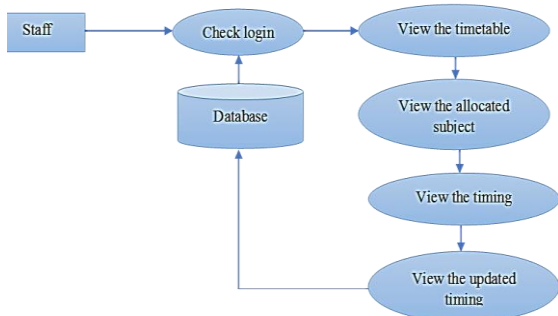 Staff
Check login
View the timetable
Database
View the allocated
subject
View the timing
View the updated
timing